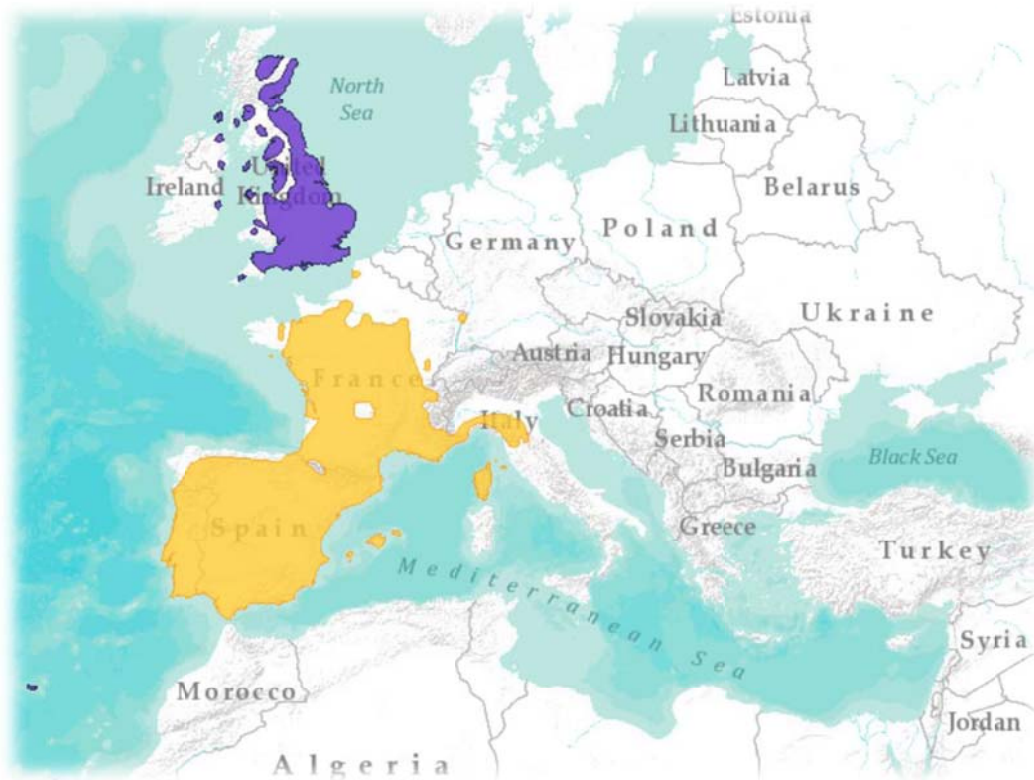 Estonia
North
Sea
Latvia
Lithuania
Ireland
United
Kingdom
Belarus
Germany
Poland
Ukraine
Slovakia
Austria
Hungary
France
Romania
Italy
Croatia
Serbia
Bulgaria
Black Sea
Spain
Greece
Turkey
Mediterranean Sea
Syria
Morocco
Jordan
Algeria